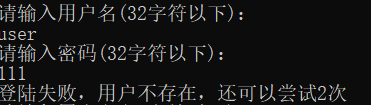 请输入用户名(32字符以下):
user
请输入密码(32字符以下):
111
登陆失败，用户不存在，还可以尝试2次